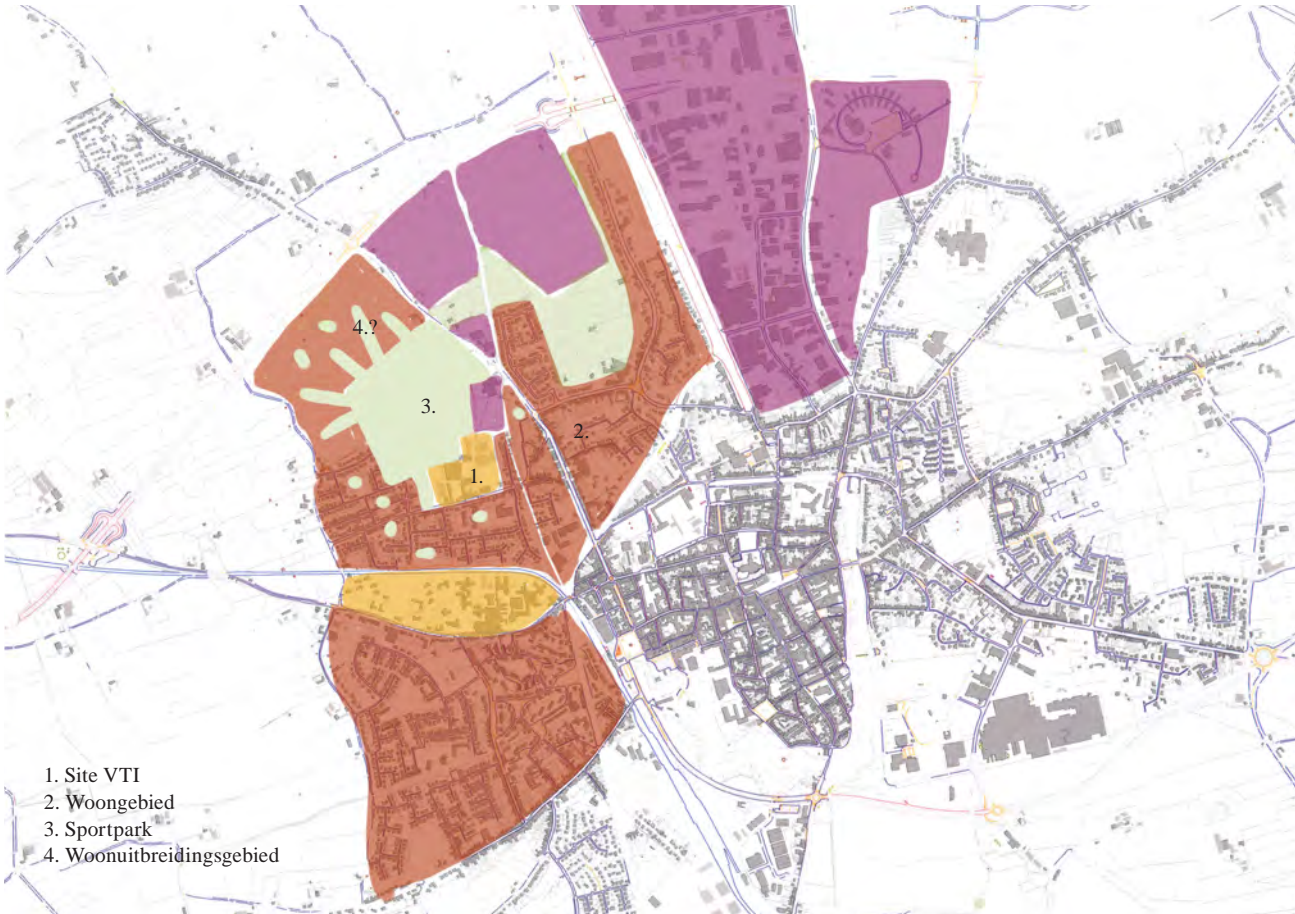 4.?
3.
2.
1.
1. Site VTI
2. Woongebied
3. Sportpark
4. Woonuitbreidingsgebied